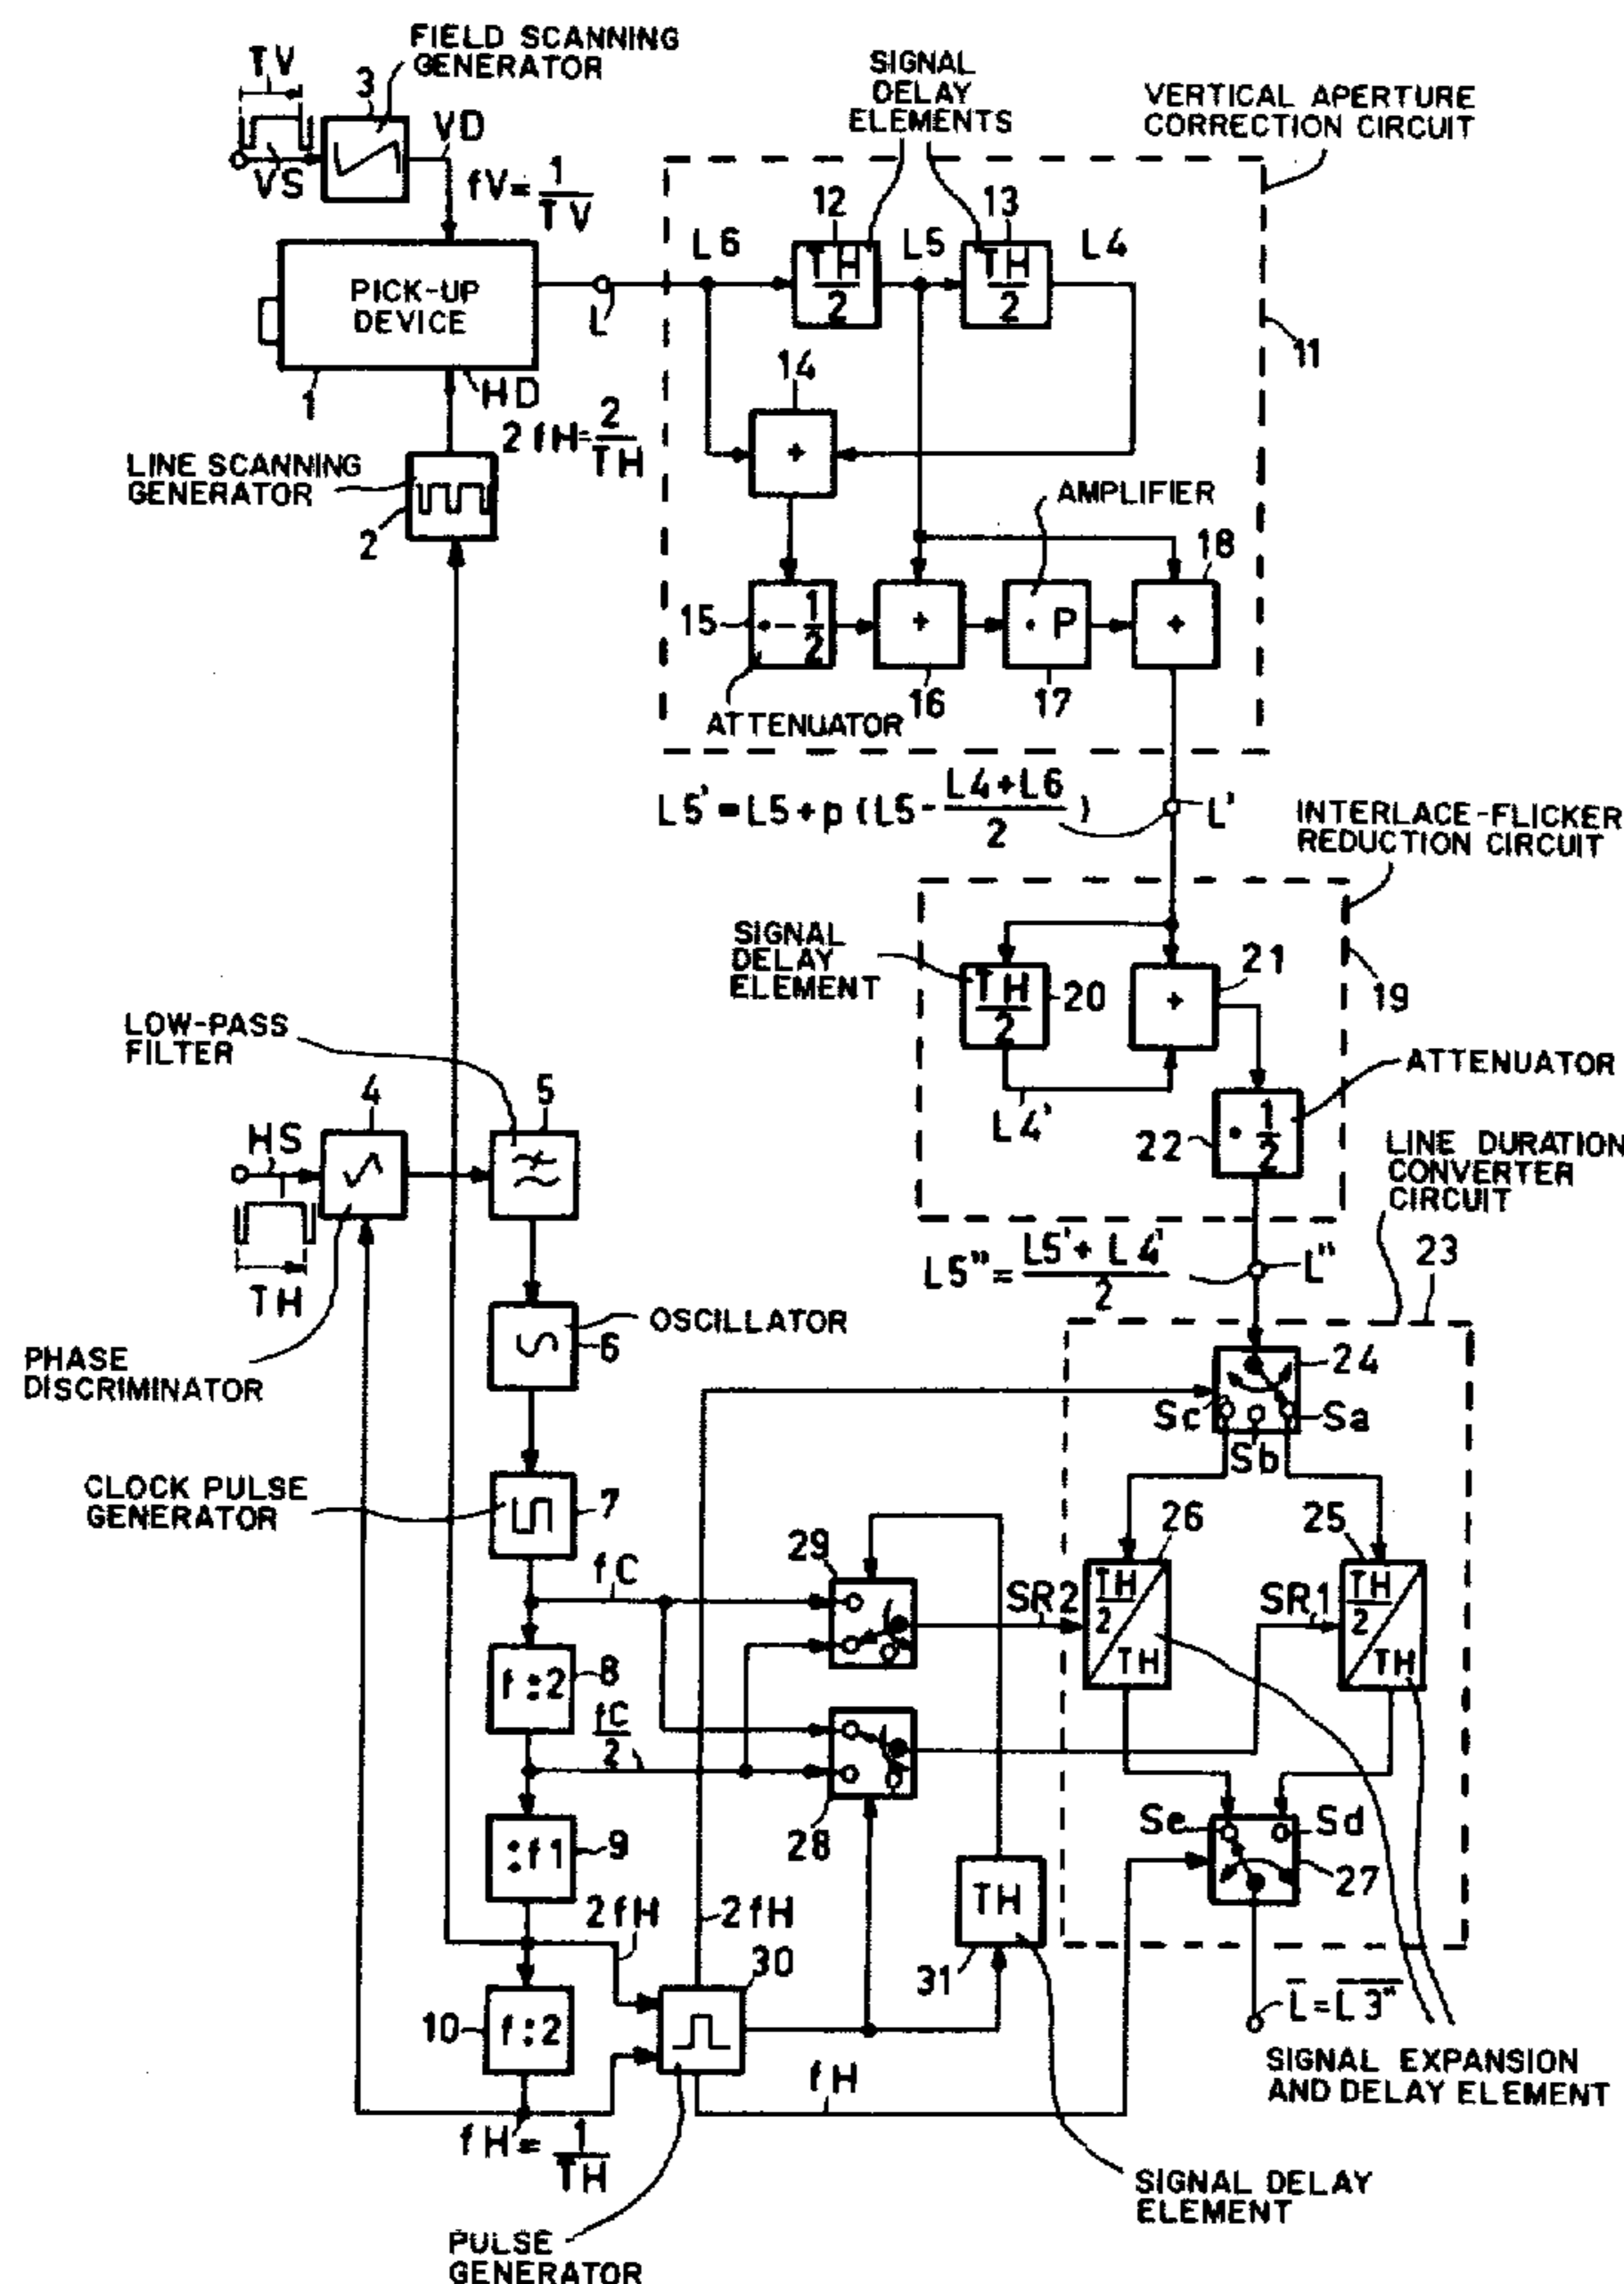 FIELD SCANNING
GENERATOR
TV
3
VS
VD
fV = 1/TV
SIGNAL
DELAY
ELEMENTS
VERTICAL APERTURE
CORRECTION CIRCUIT
PICK-UP
DEVICE
1
HD
L
L6
12
TH/2
L5
13
TH/2
L4
11
2fH = 2/TH
LINE SCANNING
GENERATOR
2
14
+
AMPLIFIER
15
·-1/2
+
16
· P
17
18
+
ATTENUATOR
L5' = L5 + p (L5 - L4+L6/2)
L'
INTERLACE-FLICKER
REDUCTION CIRCUIT
SIGNAL
DELAY
ELEMENT
TH/2
20
+
21
19
L4'
ATTENUATOR
22
· 1/2
LOW-PASS
FILTER
4
5
HS
TH
PHASE
DISCRIMINATOR
L5" = L5'+L4'/2
L"
LINE DURATION
CONVERTER
CIRCUIT
23
OSCILLATOR
6
24
Sc
Sb
Sa
CLOCK PULSE
GENERATOR
7
fC
29
26
TH/2
TH
25
TH/2
TH
SR2
SR1
f:2
8
fC/2
28
:f1
9
2fH
2fH
TH
31
Se
Sd
27
30
10
f:2
fH
L̅ = L̅3̅"̅
SIGNAL EXPANSION
AND DELAY ELEMENT
fH = 1/TH
SIGNAL DELAY
ELEMENT
PULSE
GENERATOR